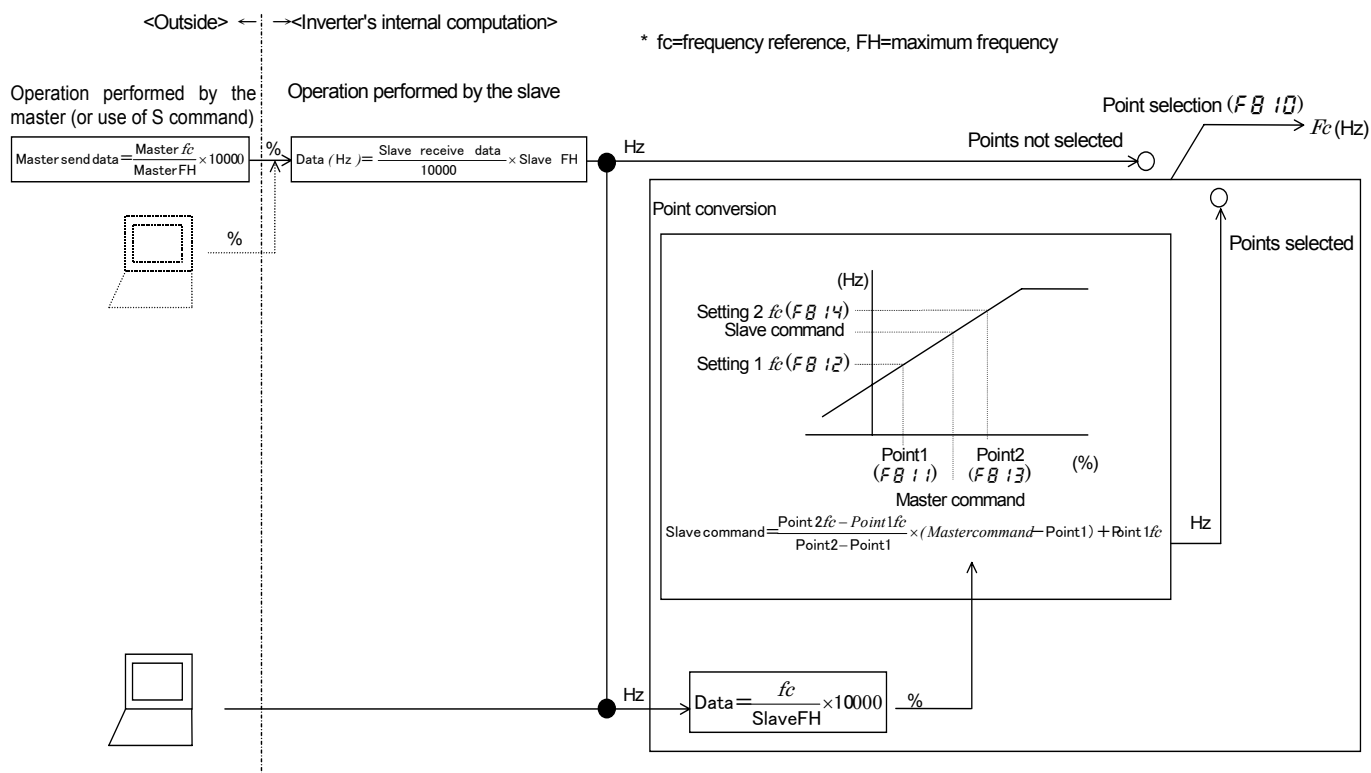 <Outside> ← → <Inverter's internal computation>
* fc=frequency reference, FH=maximum frequency
Operation performed by the
master (or use of S command)
Operation performed by the slave
Point selection (F810)
Fc (Hz)
Points not selected
Master send data = Master fc / Master FH × 10000
%
Data (Hz) = Slave receive data / 10000 × Slave FH
Hz
%
Point conversion
Points selected
(Hz)
Setting 2 fc (F814)
Slave command
Setting 1 fc (F812)
Point1
(F811)
Point2
(F813)
(%)
Master command
Slave command = Point 2fc – Point1fc / Point2 – Point1 × (Mastercommand – Point1) + Point 1fc
Hz
Hz
Data = fc / SlaveFH ×10000
%